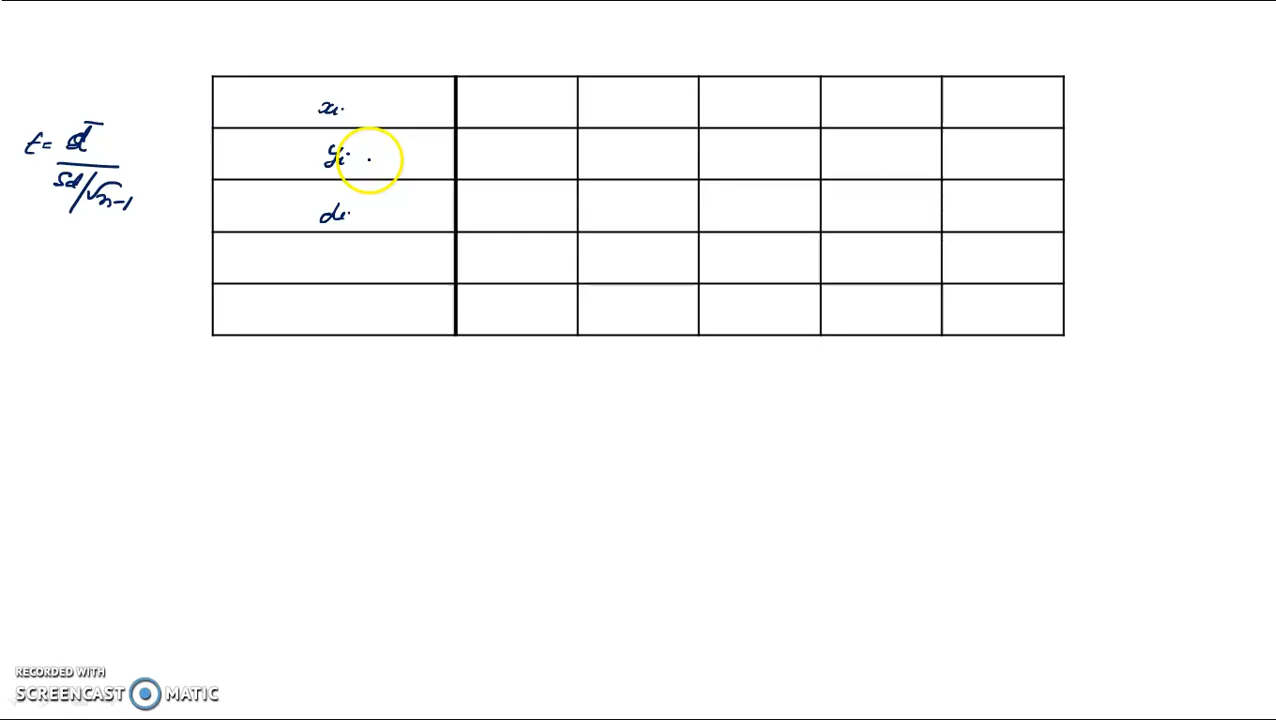 xi
t = d̄
Sd/√n-1
yi
di
RECORDED WITH
SCREENCAST MATIC